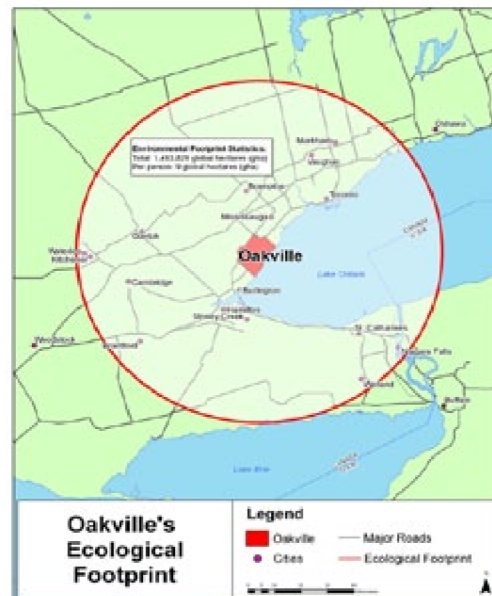 Oshawa
Markham
Environmental Footprint Statistics:
Vaughan
Brampton
Toronto
Mississauga
Guelph
Oakville
Waterloo
Kitchener
Lake Ontario
Cambridge
Burlington
Hamilton
Stoney Creek
St. Catharines
Woodstock
Brantford
Niagara Falls
Welland
Buffalo
Lake Erie
Oakville's
Ecological
Footprint
Legend
Oakville
Major Roads
Cities
Ecological Footprint